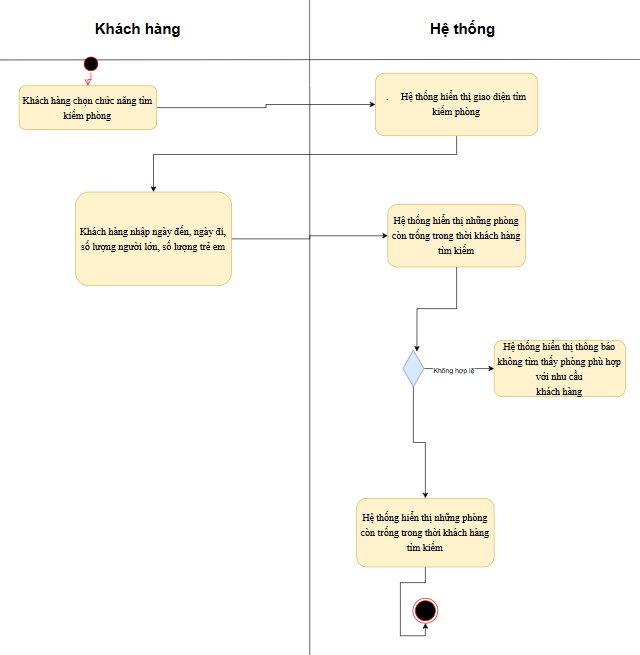 Khách hàng
Hệ thống
Khách hàng chọn chức năng tìm
kiếm phòng
. Hệ thống hiển thị giao diện tìm
kiếm phòng
Khách hàng nhập ngày đến, ngày đi,
số lượng người lớn, số lượng trẻ em
Hệ thống hiển thị những phòng
còn trống trong thời khách hàng
tìm kiếm
Không hợp lệ
Hệ thống hiển thị thông báo
không tìm thấy phòng phù hợp
với nhu cầu
khách hàng
Hệ thống hiển thị những phòng
còn trống trong thời khách hàng
tìm kiếm